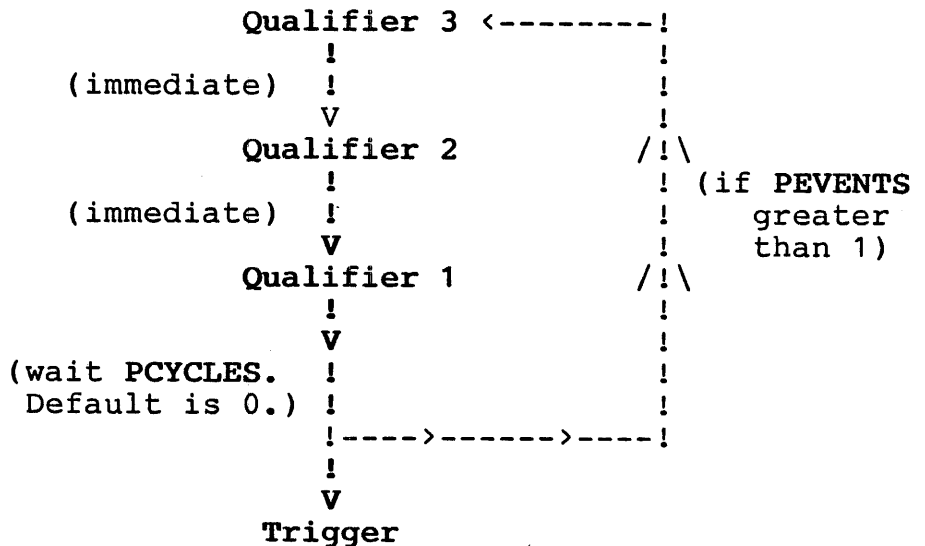 Qualifier 3 <---------!
! !
(immediate) ! !
V !
Qualifier 2 /!\
! ! (if PEVENTS
(immediate) ! ! greater
V ! than 1)
Qualifier 1 /!\
! !
V !
(wait PCYCLES. ! !
Default is 0.) ! !
!---->------>----!
!
V
Trigger